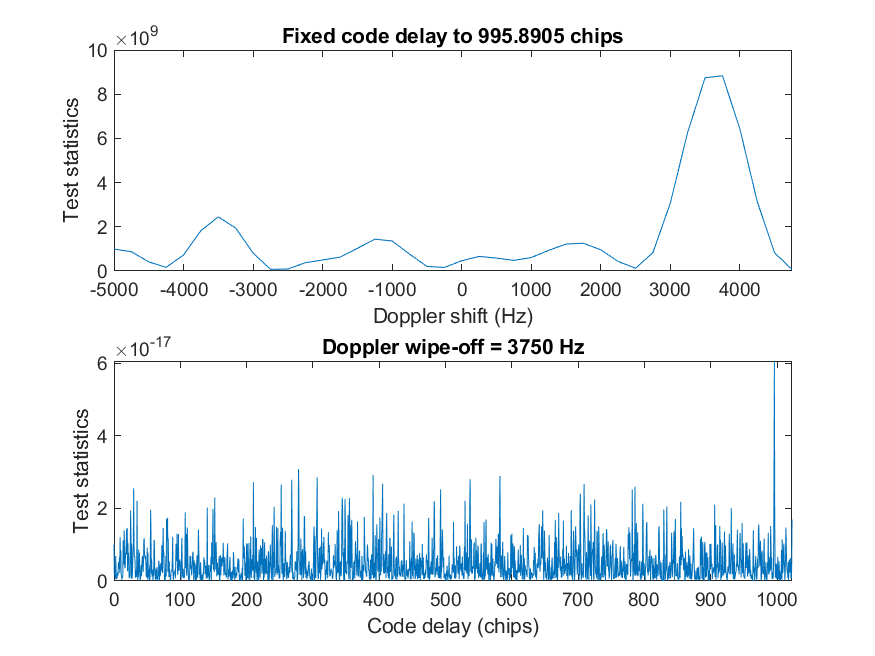 ×10^9
Fixed code delay to 995.8905 chips
10
8
6
4
2
0
Test statistics
-5000 -4000 -3000 -2000 -1000 0 1000 2000 3000 4000
Doppler shift (Hz)
×10^-17
Doppler wipe-off = 3750 Hz
6
4
2
0
Test statistics
0 100 200 300 400 500 600 700 800 900 1000
Code delay (chips)